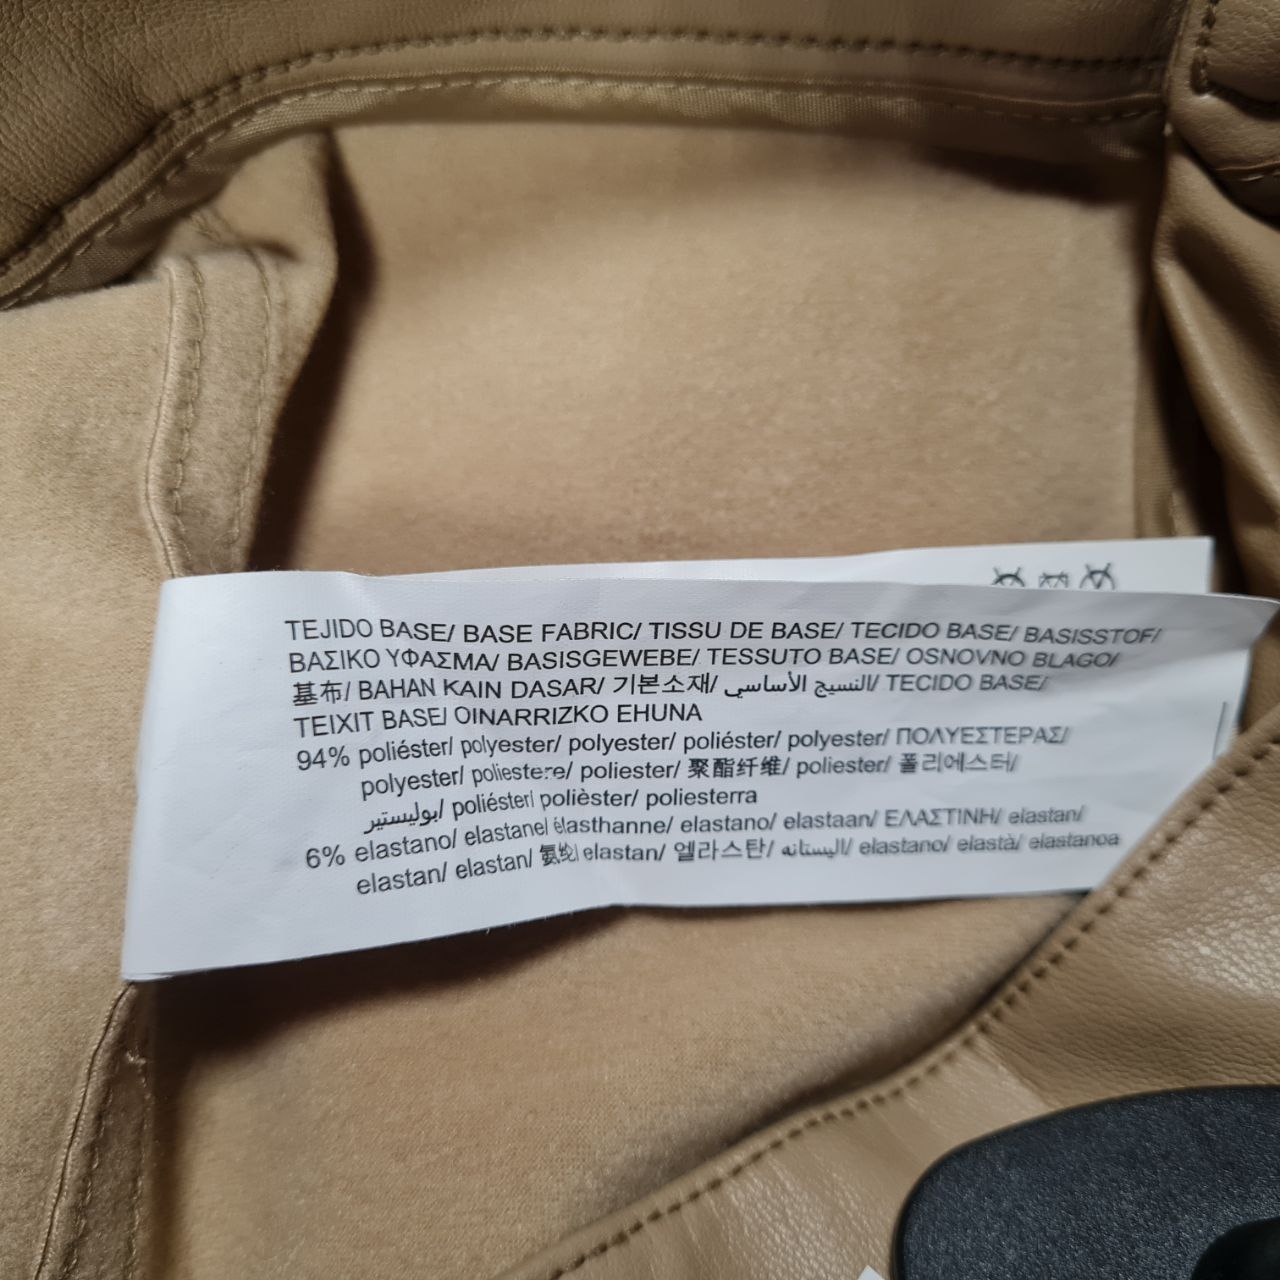 TEJIDO BASE/ BASE FABRIC/ TISSU DE BASE/ TECIDO BASE/ BASISSTOF/
ΒΑΣΙΚΟ ΥΦΑΣΜΑ/ BASISGEWEBE/ TESSUTO BASE/ OSNOVNO BLAGO/
基布/ BAHAN KAIN DASAR/ 기본소재/ النسيج الأساسي/ TECIDO BASE/
TEIXIT BASE/ OINARRIZKO EHUNA
94% poliéster/ polyester/ polyester/ poliéster/ polyester/ ΠΟΛΥΕΣΤΕΡΑΣ/
polyester/ poliestere/ poliester/ 聚酯纤维/ poliester/ 폴리에스터/
بوليستير/ poliéster/ polièster/ poliesterra
6% elastano/ elastane/ élasthanne/ elastano/ elastaan/ ΕΛΑΣΤΙΝΗ/ elastan/
elastan/ elastan/ 氨纶/ elastan/ 엘라스탄/ اليستانه/ elastano/ elastà/ elastanoa